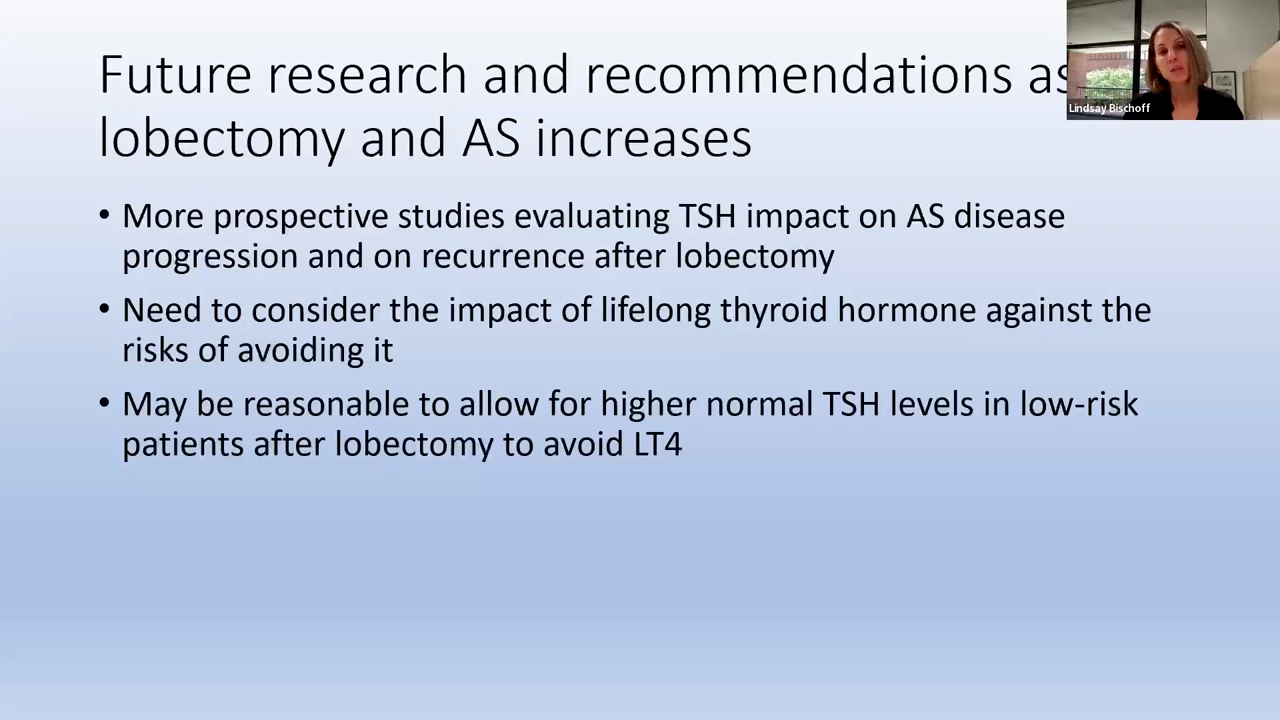 Future research and recommendations as
lobectomy and AS increases
Lindsay Bischoff
• More prospective studies evaluating TSH impact on AS disease
progression and on recurrence after lobectomy
• Need to consider the impact of lifelong thyroid hormone against the
risks of avoiding it
• May be reasonable to allow for higher normal TSH levels in low-risk
patients after lobectomy to avoid LT4